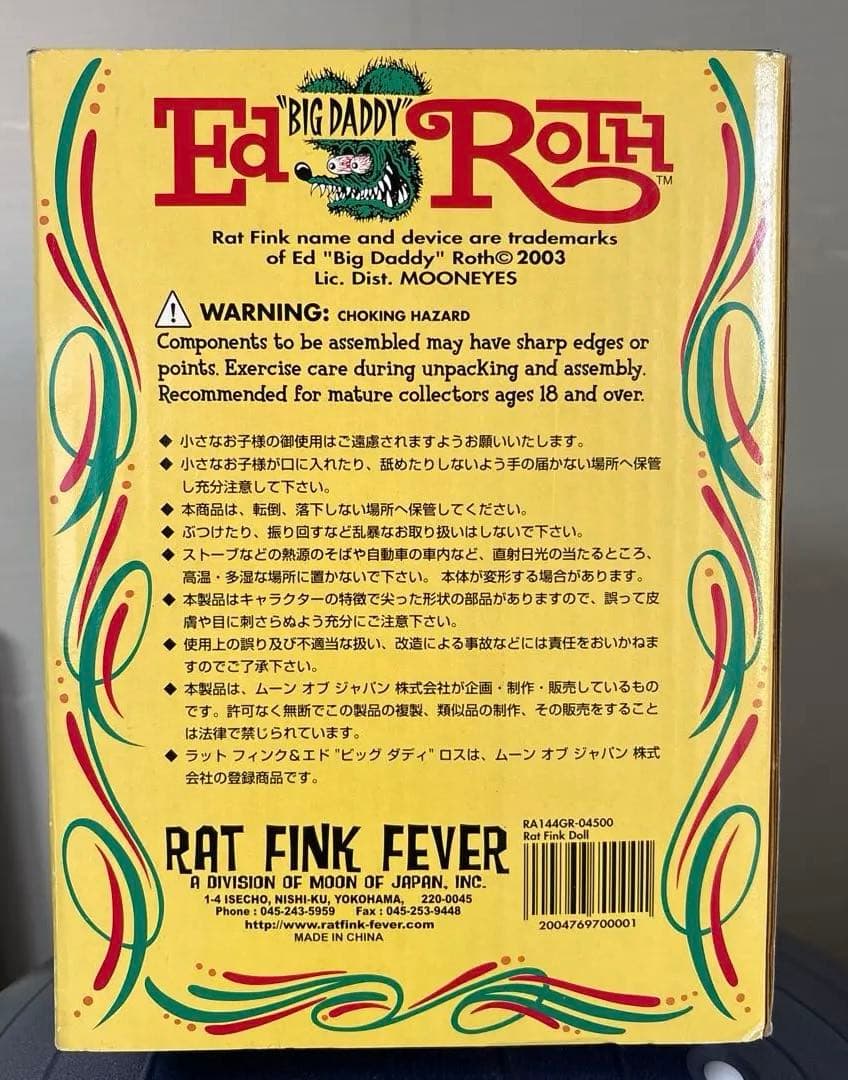 Ed "BIG DADDY" ROTH™
Rat Fink name and device are trademarks
of Ed "Big Daddy" Roth© 2003
Lic. Dist. MOONEYES
WARNING: CHOKING HAZARD
Components to be assembled may have sharp edges or
points. Exercise care during unpacking and assembly.
Recommended for mature collectors ages 18 and over.
◆ 小さなお子様の御使用はご遠慮されますようお願いいたします。
◆ 小さなお子様が口に入れたり、舐めたりしないよう手の届かない場所へ保管
し充分注意して下さい。
◆ 本商品は、転倒、落下しない場所へ保管してください。
◆ ぶつけたり、振り回すなど乱暴なお取り扱いはしないで下さい。
◆ ストーブなどの熱源のそばや自動車の車内など、直射日光の当たるところ、
高温・多湿な場所に置かないで下さい。 本体が変形する場合があります。
◆ 本製品はキャラクターの特徴で尖った形状の部品がありますので、誤って皮
膚や目に刺さらぬよう充分にご注意下さい。
◆ 使用上の誤り及び不適当な扱い、改造による事故などには責任をおいかねま
すのでご了承下さい。
◆ 本製品は、ムーン オブ ジャパン 株式会社が企画・制作・販売しているもの
です。許可なく無断でこの製品の複製、類似品の制作、その販売をすること
は法律で禁じられています。
◆ ラット フィンク&エド "ビッグ ダディ" ロスは、ムーン オブ ジャパン 株式
会社の登録商品です。
RAT FINK FEVER
A DIVISION OF MOON OF JAPAN, INC.
1-4 ISECHO, NISHI-KU, YOKOHAMA, 220-0045
Phone : 045-243-5959 Fax : 045-253-9448
http://www.ratfink-fever.com
MADE IN CHINA
RA144GR-04500
Rat Fink Doll
2004769700001